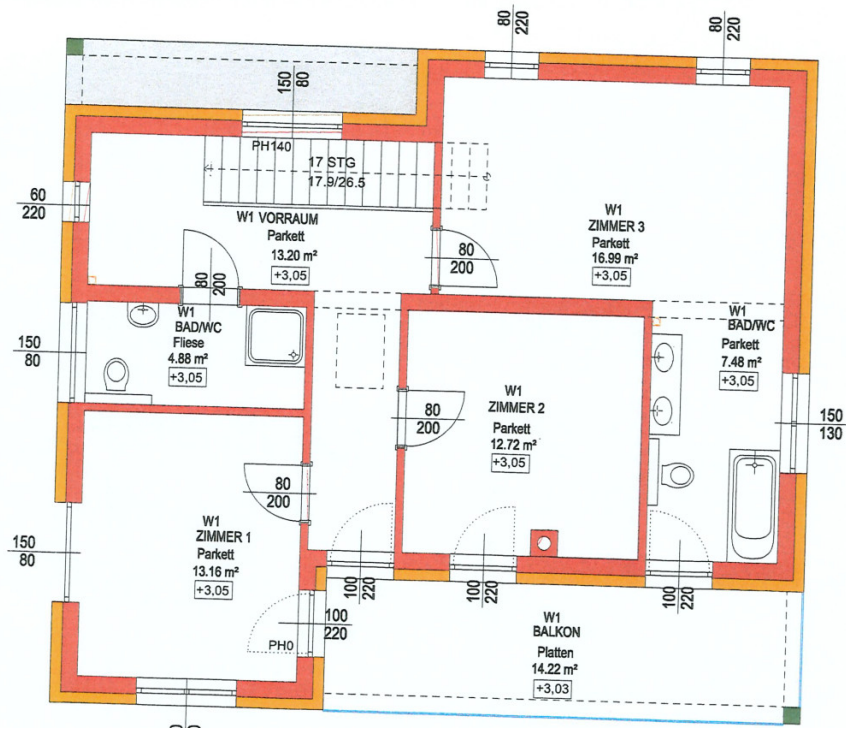 80
220
80
220
150
80
PH140
17 STG
17.9/26.5
60
220
W1 VORRAUM
Parkett
13.20 m²
+3,05
80
200
80
200
W1
ZIMMER 3
Parkett
16.99 m²
+3,05
W1
BAD/WC
Fliese
4.88 m²
+3,05
150
80
W1
BAD/WC
Parkett
7.48 m²
+3,05
W1
ZIMMER 2
Parkett
12.72 m²
+3,05
80
200
150
130
80
200
W1
ZIMMER 1
Parkett
13.16 m²
+3,05
150
80
100
220
100
220
100
220
100
220
PH0
W1
BALKON
Platten
14.22 m²
+3,03